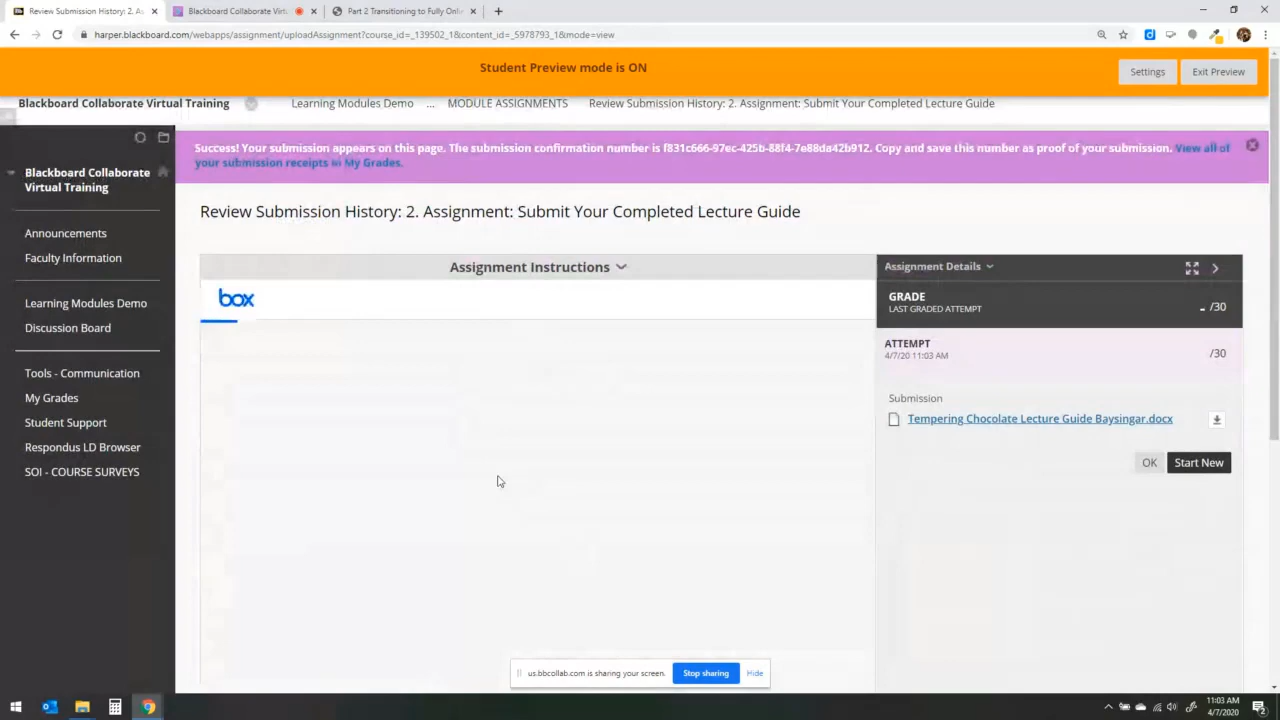 Review Submission History: 2. As
Blackboard Collaborate Virtu
Part 2 Transitioning to Fully Onli
harper.blackboard.com/webapps/assignment/uploadAssignment?course_id=_139502_1&content_id=_5978793_1&mode=view
Student Preview mode is ON
Settings
Exit Preview
Blackboard Collaborate Virtual Training
Learning Modules Demo
...
MODULE ASSIGNMENTS
Review Submission History: 2. Assignment: Submit Your Completed Lecture Guide
Success! Your submission appears on this page. The submission confirmation number is f831c666-97ec-425b-88f4-7e88da42b912. Copy and save this number as proof of your submission. View all of
your submission receipts in My Grades.
Blackboard Collaborate
Virtual Training
Announcements
Faculty Information
Learning Modules Demo
Discussion Board
Tools - Communication
My Grades
Student Support
Respondus LD Browser
SOI - COURSE SURVEYS
Review Submission History: 2. Assignment: Submit Your Completed Lecture Guide
Assignment Instructions
box
Assignment Details
GRADE
LAST GRADED ATTEMPT
- /30
ATTEMPT
4/7/20 11:03 AM
/30
Submission
Tempering Chocolate Lecture Guide Baysingar.docx
OK
Start New
us.bbcollab.com is sharing your screen.
Stop sharing
Hide
11:03 AM
4/7/2020
2